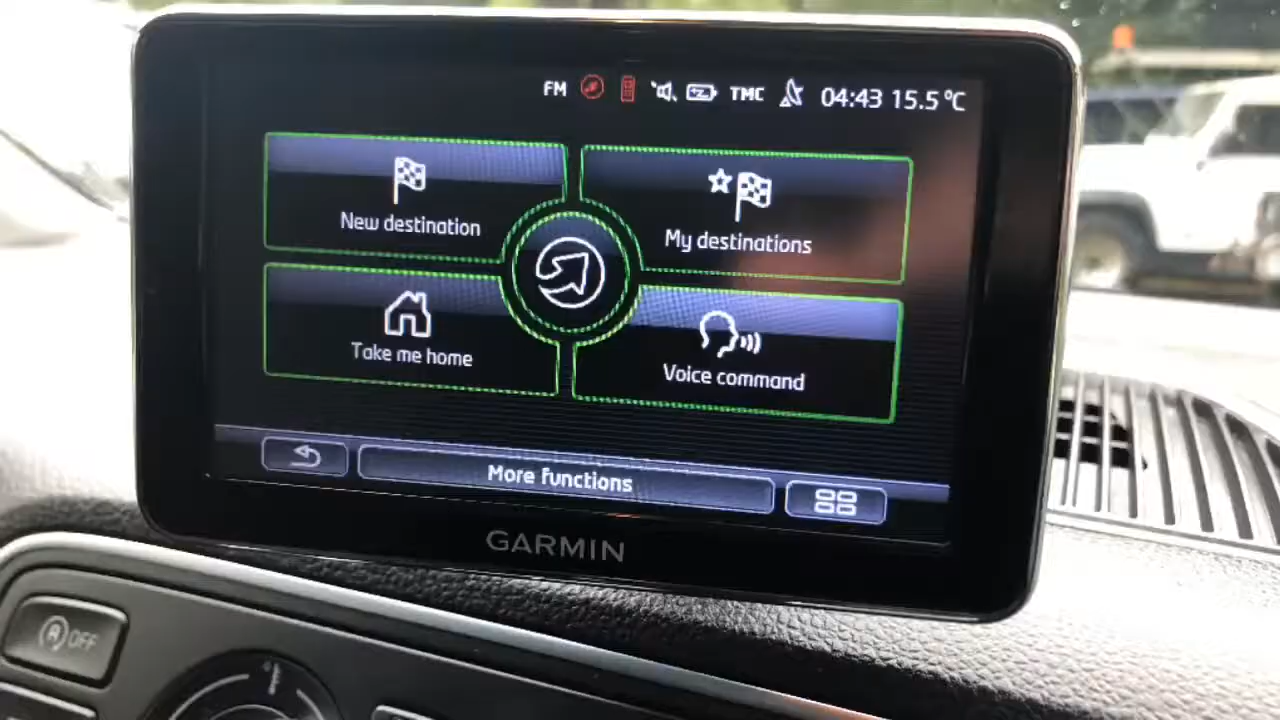 FM TMC 04:43 15.5°C
New destination
My destinations
Take me home
Voice command
More functions
GARMIN
OFF